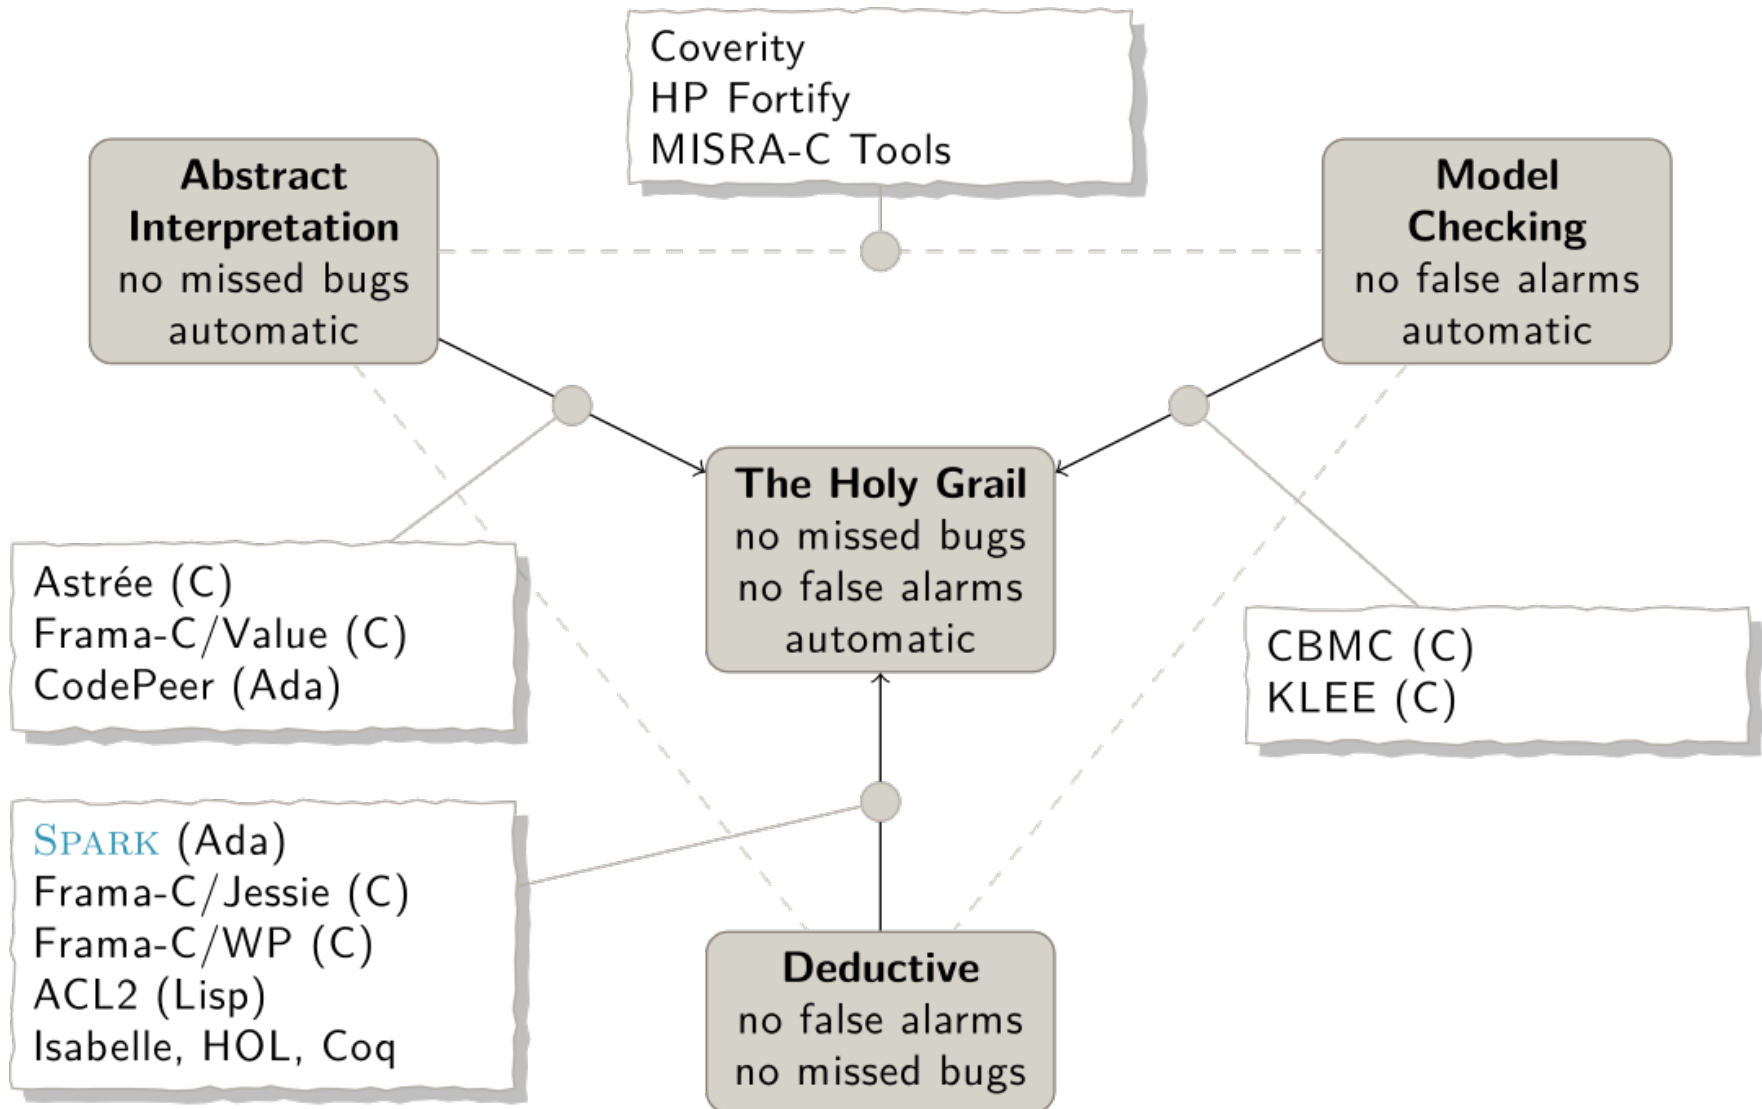 Coverity
HP Fortify
MISRA-C Tools
Abstract
Interpretation
no missed bugs
automatic
Model
Checking
no false alarms
automatic
The Holy Grail
no missed bugs
no false alarms
automatic
Astrée (C)
Frama-C/Value (C)
CodePeer (Ada)
CBMC (C)
KLEE (C)
SPARK (Ada)
Frama-C/Jessie (C)
Frama-C/WP (C)
ACL2 (Lisp)
Isabelle, HOL, Coq
Deductive
no false alarms
no missed bugs